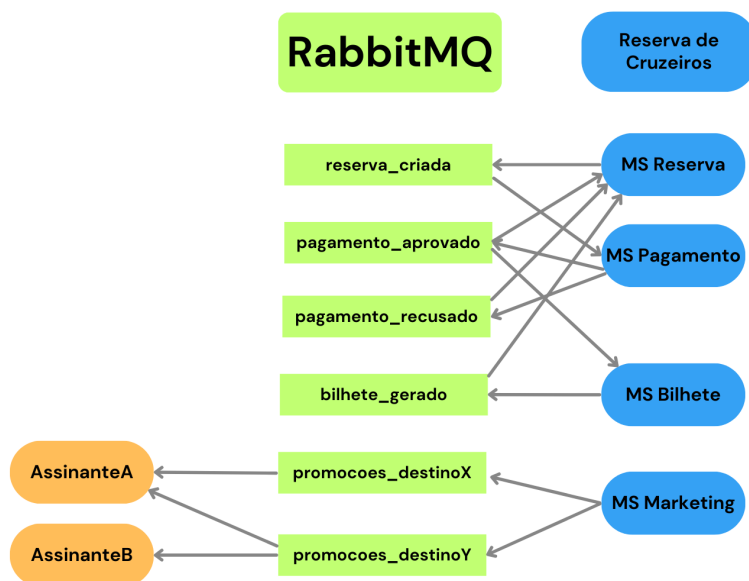 RabbitMQ
Reserva de
Cruzeiros
reserva_criada
MS Reserva
pagamento_aprovado
MS Pagamento
pagamento_recusado
bilhete_gerado
MS Bilhete
AssinanteA
promocoes_destinoX
MS Marketing
AssinanteB
promocoes_destinoY